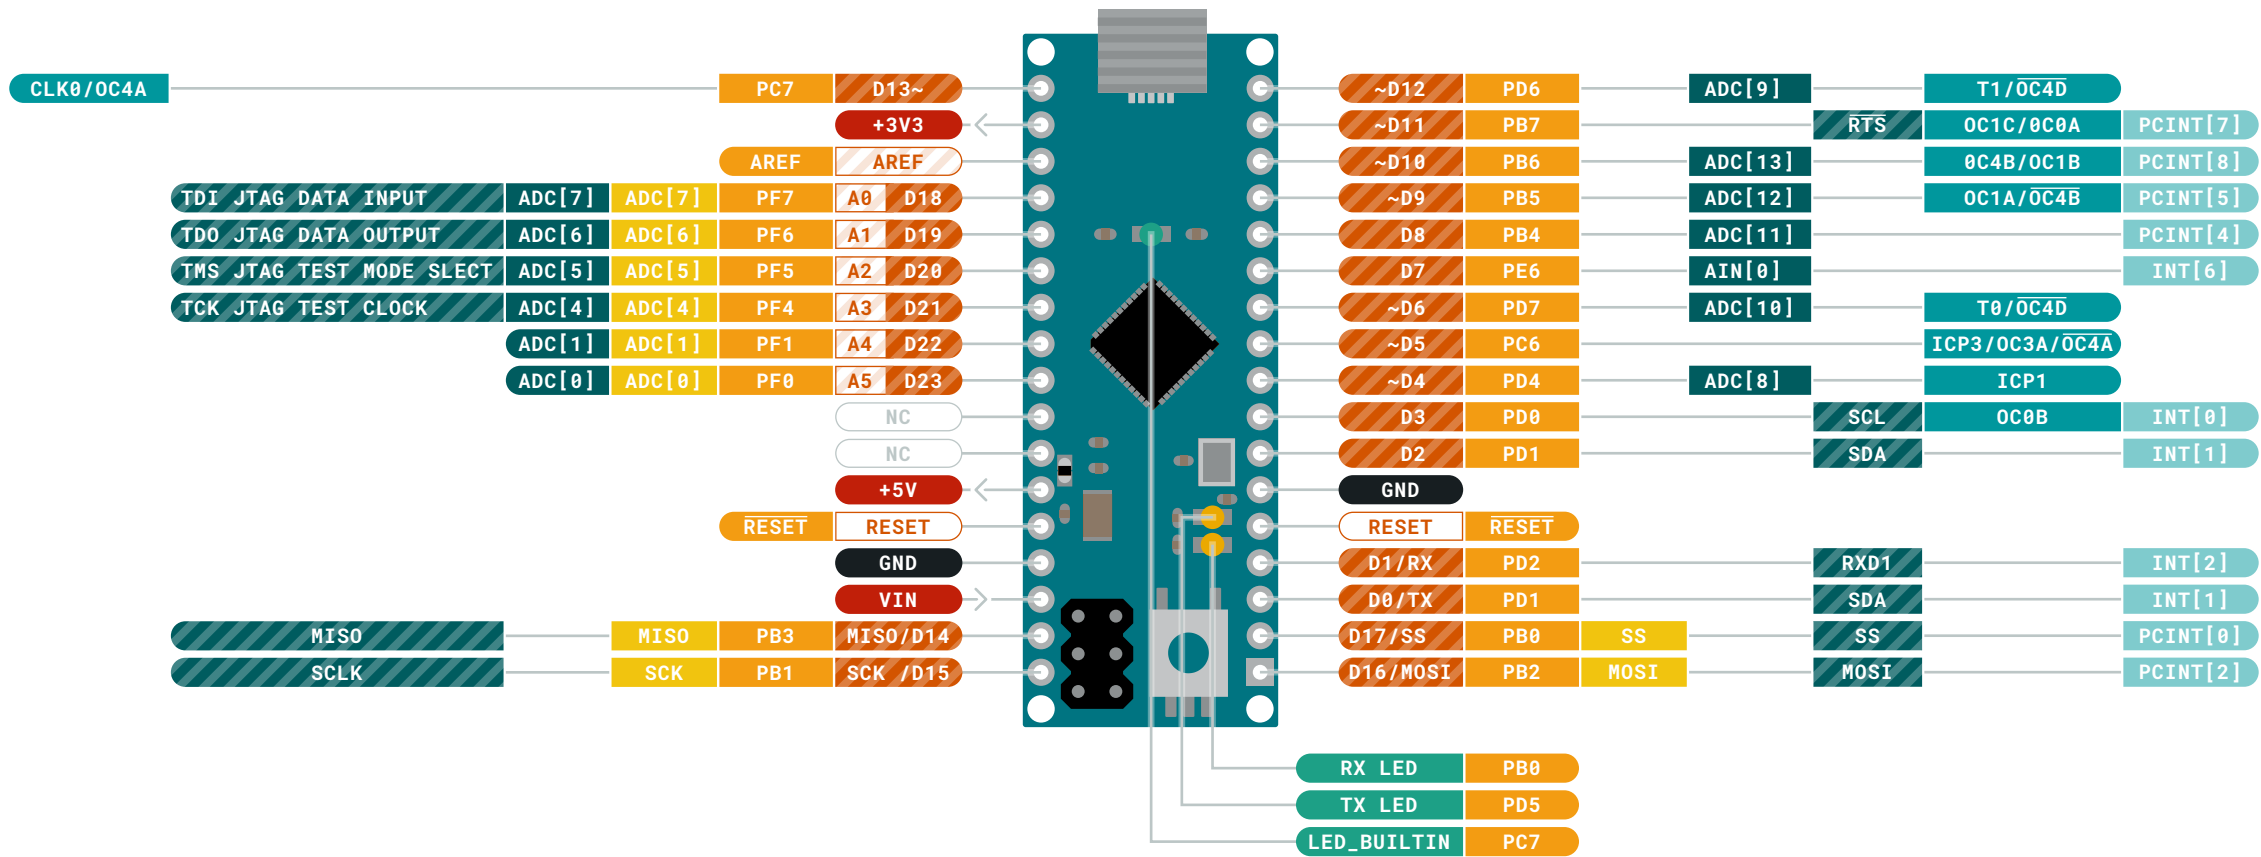 CLK0/OC4A PC7 D13~ ~D12 PD6 ADC[9] T1/OC4D
+3V3 ~D11 PB7 RTS OC1C/0C0A PCINT[7]
AREF AREF ~D10 PB6 ADC[13] 0C4B/OC1B PCINT[8]
TDI JTAG DATA INPUT ADC[7] ADC[7] PF7 A0 D18 ~D9 PB5 ADC[12] OC1A/OC4B PCINT[5]
TDO JTAG DATA OUTPUT ADC[6] ADC[6] PF6 A1 D19 D8 PB4 ADC[11] PCINT[4]
TMS JTAG TEST MODE SLECT ADC[5] ADC[5] PF5 A2 D20 D7 PE6 AIN[0] INT[6]
TCK JTAG TEST CLOCK ADC[4] ADC[4] PF4 A3 D21 ~D6 PD7 ADC[10] T0/OC4D
ADC[1] ADC[1] PF1 A4 D22 ~D5 PC6 ICP3/OC3A/OC4A
ADC[0] ADC[0] PF0 A5 D23 ~D4 PD4 ADC[8] ICP1
NC D3 PD0 SCL OC0B INT[0]
NC D2 PD1 SDA INT[1]
+5V GND
RESET RESET RESET RESET
GND D1/RX PD2 RXD1 INT[2]
VIN D0/TX PD1 SDA INT[1]
MISO MISO PB3 MISO/D14 D17/SS PB0 SS SS PCINT[0]
SCLK SCK PB1 SCK /D15 D16/MOSI PB2 MOSI MOSI PCINT[2]
RX LED PB0
TX LED PD5
LED_BUILTIN PC7